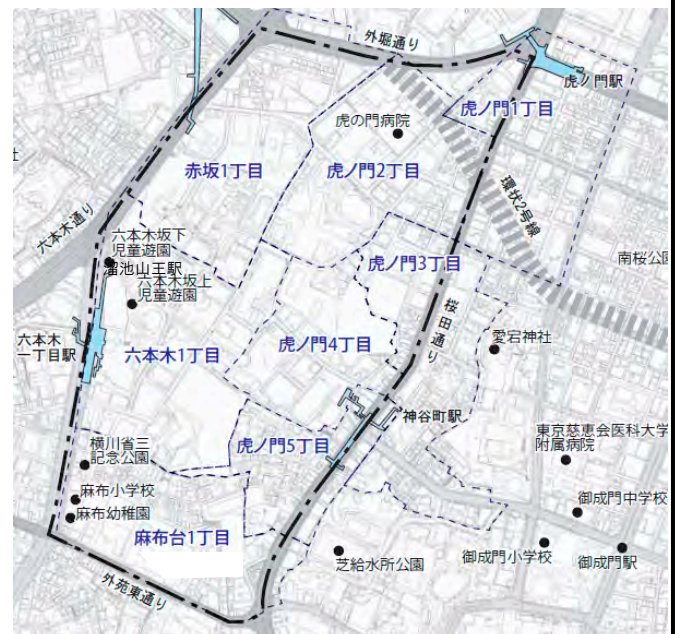 外堀通り
虎ノ門駅
虎ノ門1丁目
虎の門病院
赤坂1丁目
虎ノ門2丁目
環状2号線
六本木通り
六本木坂下
児童遊園
溜池山王駅
六本木坂上
児童遊園
虎ノ門3丁目
南桜公園
桜田通り
六本木
一丁目駅
六本木1丁目
虎ノ門4丁目
愛宕神社
神谷町駅
虎ノ門5丁目
東京慈恵会医科大学
附属病院
横川省三
記念公園
麻布小学校
麻布幼稚園
御成門中学校
麻布台1丁目
芝給水所公園
御成門小学校
御成門駅
外苑東通り